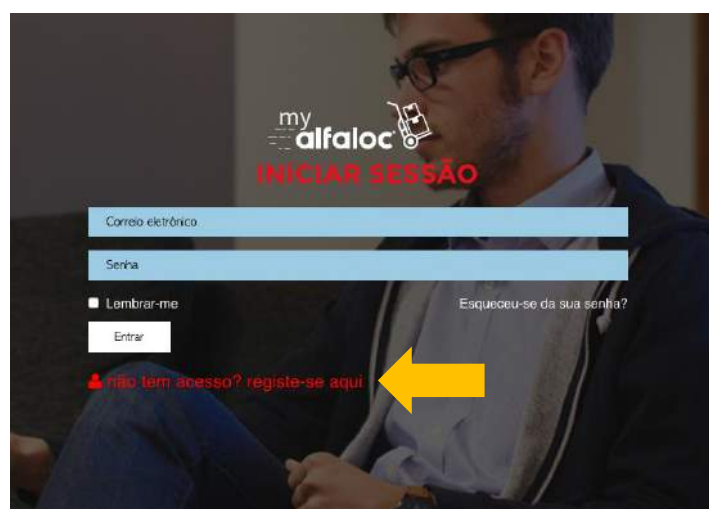 my
alfaloc
INICIAR SESSÃO
Correio eletrónico
Senha
Lembrar-me
Esqueceu-se da sua senha?
Entrar
não tem acesso? registe-se aqui